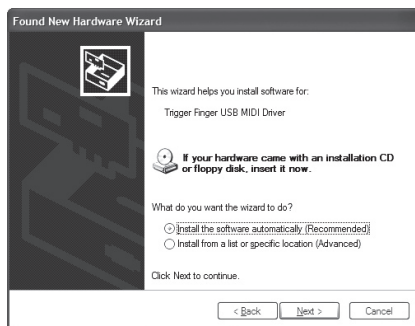 Found New Hardware Wizard
This wizard helps you install software for:
Trigger Finger USB MIDI Driver
If your hardware came with an installation CD
or floppy disk, insert it now.
What do you want the wizard to do?
Install the software automatically (Recommended)
Install from a list or specific location (Advanced)
Click Next to continue.
< Back Next > Cancel